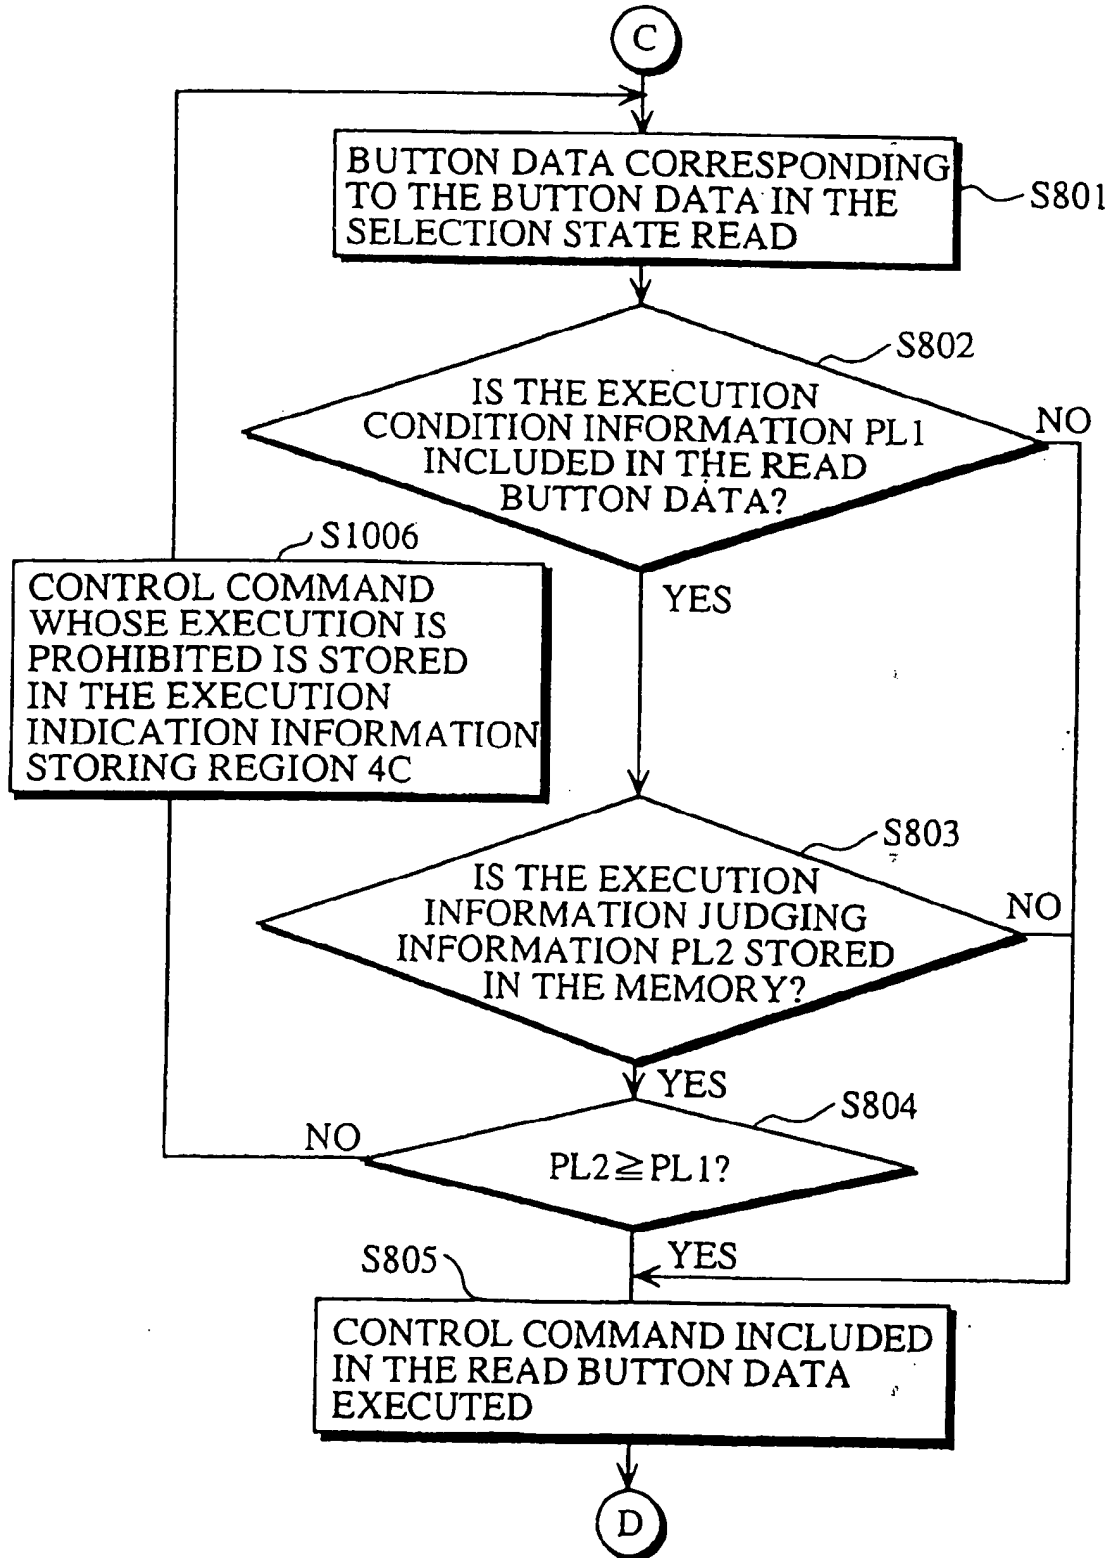 C
BUTTON DATA CORRESPONDING
TO THE BUTTON DATA IN THE
SELECTION STATE READ
S801
S802
IS THE EXECUTION
CONDITION INFORMATION PL1
INCLUDED IN THE READ
BUTTON DATA?
NO
YES
S1006
CONTROL COMMAND
WHOSE EXECUTION IS
PROHIBITED IS STORED
IN THE EXECUTION
INDICATION INFORMATION
STORING REGION 4C
S803
IS THE EXECUTION
INFORMATION JUDGING
INFORMATION PL2 STORED
IN THE MEMORY?
NO
YES
S804
NO
PL2≧PL1?
YES
S805
CONTROL COMMAND INCLUDED
IN THE READ BUTTON DATA
EXECUTED
D